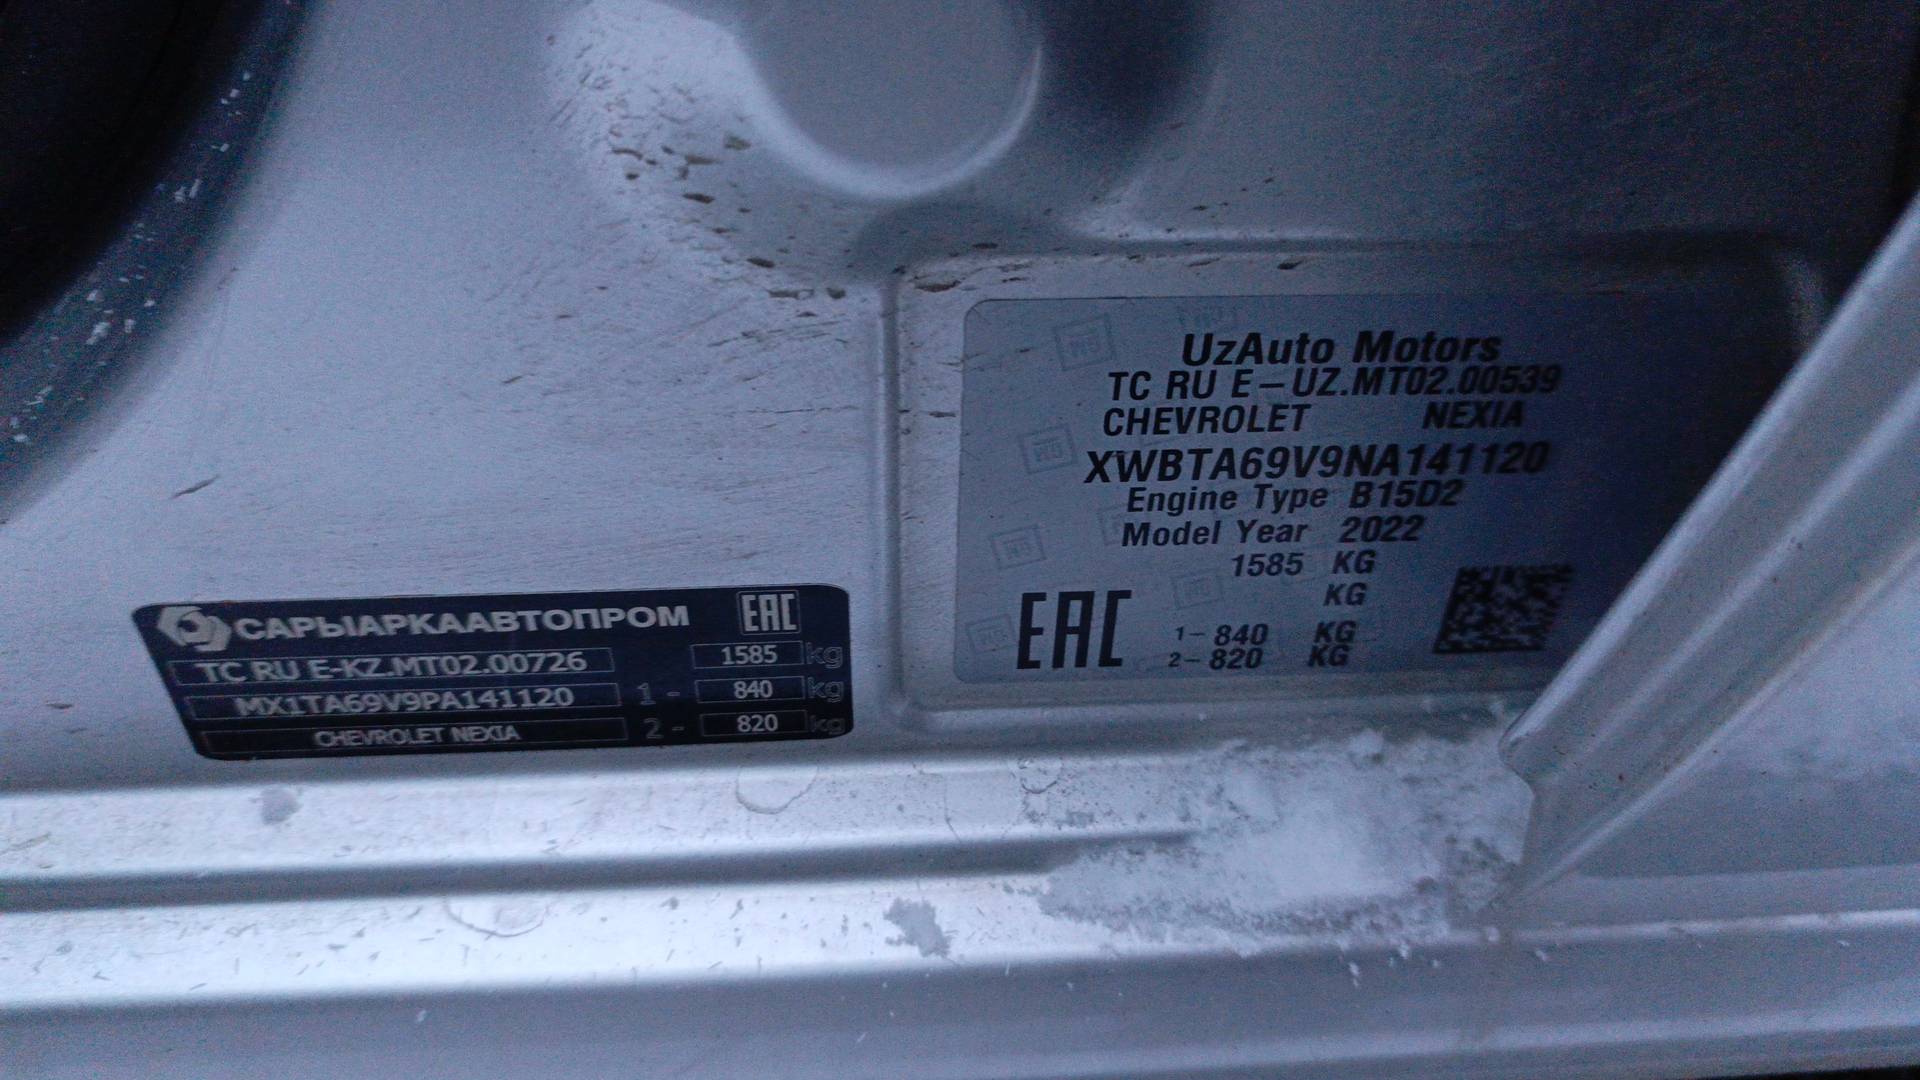 САРЫАРКААВТОПРОМ EAC
TC RU E-KZ.MT02.00726 1585 kg
MX1TA69V9PA141120 1 - 840 kg
CHEVROLET NEXIA 2 - 820 kg
UzAuto Motors
TC RU E-UZ.MT02.00539
CHEVROLET NEXIA
XWBTA69V9NA141120
Engine Type B15D2
Model Year 2022
1585 KG
KG
EAC 1- 840 KG
2- 820 KG